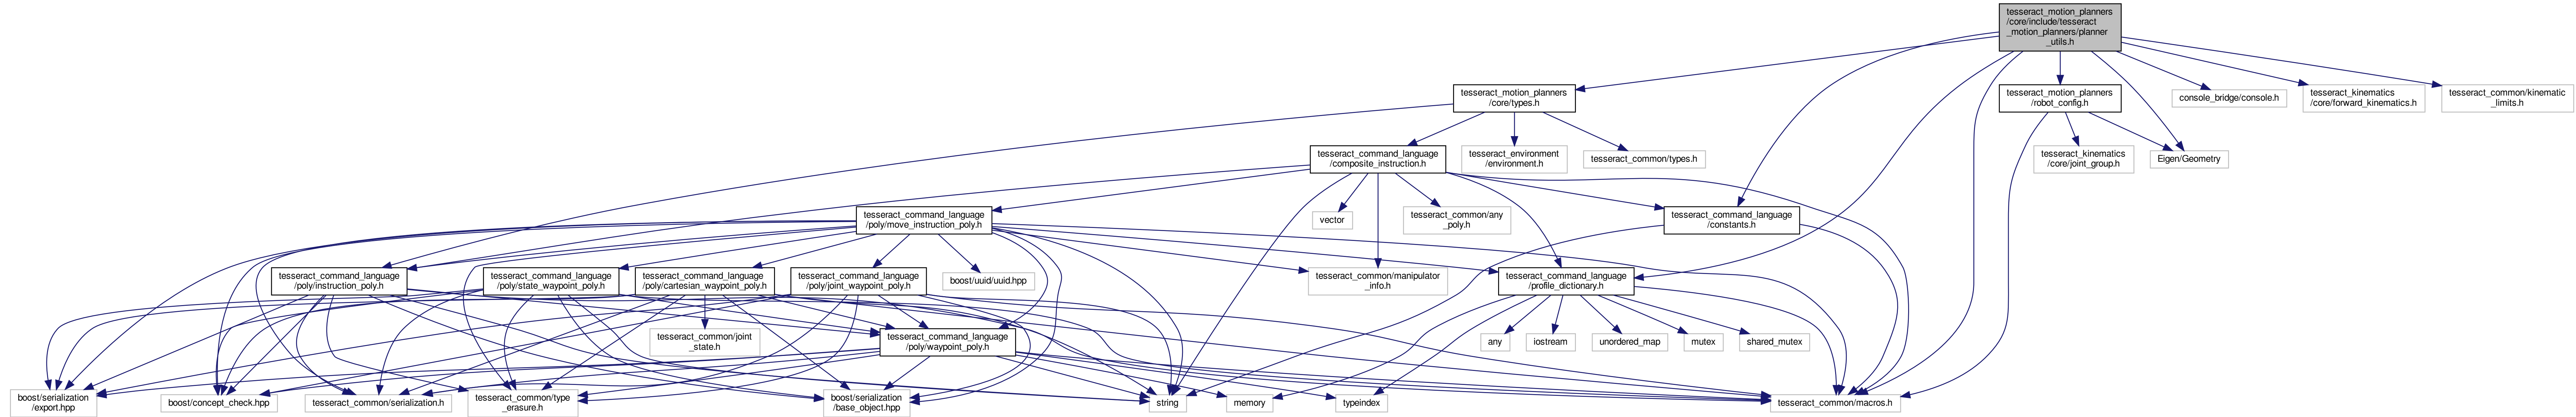 tesseract_motion_planners
/core/include/tesseract
_motion_planners/planner
_utils.h
tesseract_motion_planners
/core/types.h
tesseract_motion_planners
/robot_config.h
console_bridge/console.h
tesseract_kinematics
/core/forward_kinematics.h
tesseract_common/kinematic
_limits.h
tesseract_command_language
/composite_instruction.h
tesseract_environment
/environment.h
tesseract_common/types.h
tesseract_kinematics
/core/joint_group.h
Eigen/Geometry
tesseract_command_language
/poly/move_instruction_poly.h
vector
tesseract_common/any
_poly.h
tesseract_command_language
/constants.h
tesseract_command_language
/poly/instruction_poly.h
tesseract_command_language
/poly/state_waypoint_poly.h
tesseract_command_language
/poly/cartesian_waypoint_poly.h
tesseract_command_language
/poly/joint_waypoint_poly.h
boost/uuid/uuid.hpp
tesseract_common/manipulator
_info.h
tesseract_command_language
/profile_dictionary.h
tesseract_common/joint
_state.h
tesseract_command_language
/poly/waypoint_poly.h
any
iostream
unordered_map
mutex
shared_mutex
boost/serialization
/export.hpp
boost/concept_check.hpp
tesseract_common/serialization.h
tesseract_common/type
_erasure.h
boost/serialization
/base_object.hpp
string
memory
typeindex
tesseract_common/macros.h